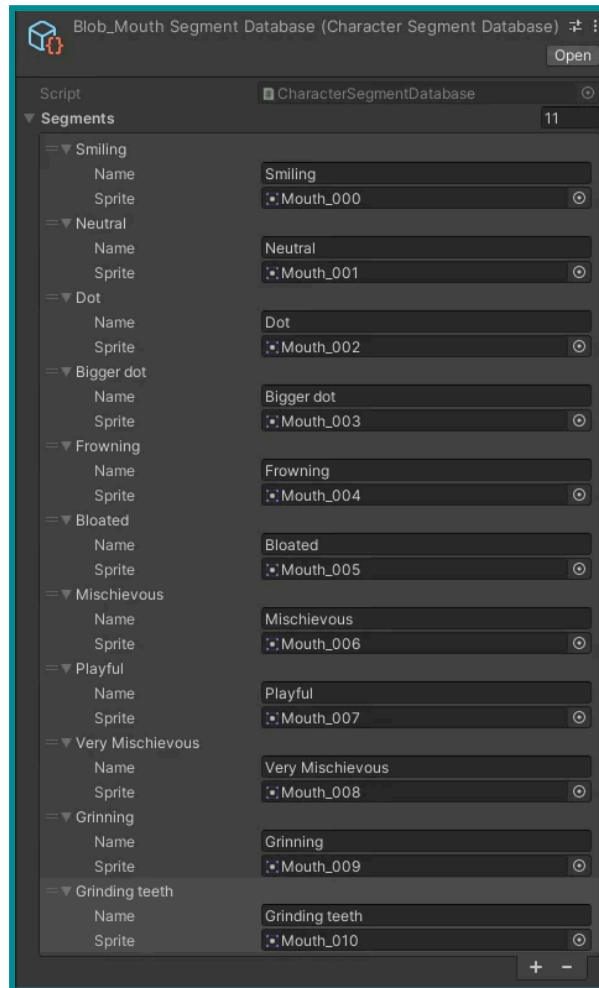 Blob_Mouth Segment Database (Character Segment Database)
Open
Script CharacterSegmentDatabase
Segments 11
Smiling
Name Smiling
Sprite Mouth_000
Neutral
Name Neutral
Sprite Mouth_001
Dot
Name Dot
Sprite Mouth_002
Bigger dot
Name Bigger dot
Sprite Mouth_003
Frowning
Name Frowning
Sprite Mouth_004
Bloated
Name Bloated
Sprite Mouth_005
Mischievous
Name Mischievous
Sprite Mouth_006
Playful
Name Playful
Sprite Mouth_007
Very Mischievous
Name Very Mischievous
Sprite Mouth_008
Grinning
Name Grinning
Sprite Mouth_009
Grinding teeth
Name Grinding teeth
Sprite Mouth_010
+ −